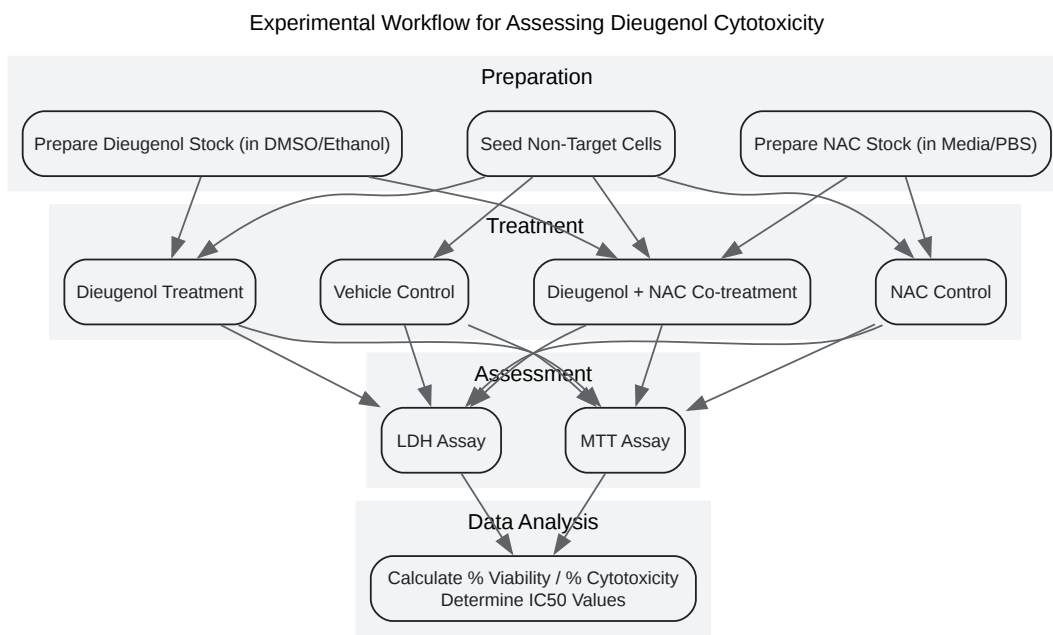 Experimental Workflow for Assessing Dieugenol Cytotoxicity
Preparation
Prepare Dieugenol Stock (in DMSO/Ethanol)
Seed Non-Target Cells
Prepare NAC Stock (in Media/PBS)
Treatment
Dieugenol Treatment
Vehicle Control
Dieugenol + NAC Co-treatment
NAC Control
Assessment
LDH Assay
MTT Assay
Data Analysis
Calculate % Viability / % Cytotoxicity
Determine IC50 Values